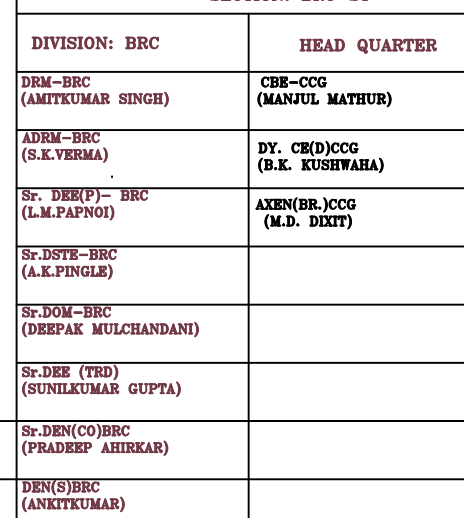 DIVISION: BRC
HEAD QUARTER
DRM-BRC
(AMITKUMAR SINGH)
CBE-CCG
(MANJUL MATHUR)
ADRM-BRC
(S.K.VERMA)
DY. CE(D)CCG
(B.K. KUSHWAHA)
Sr. DEE(P)- BRC
(L.M.PAPNOI)
AXEN(BR.)CCG
(M.D. DIXIT)
Sr.DSTE-BRC
(A.K.PINGLE)
Sr.DOM-BRC
(DEEPAK MULCHANDANI)
Sr.DEE (TRD)
(SUNILKUMAR GUPTA)
Sr.DEN(CO)BRC
(PRADEEP AHIRKAR)
DEN(S)BRC
(ANKITKUMAR)